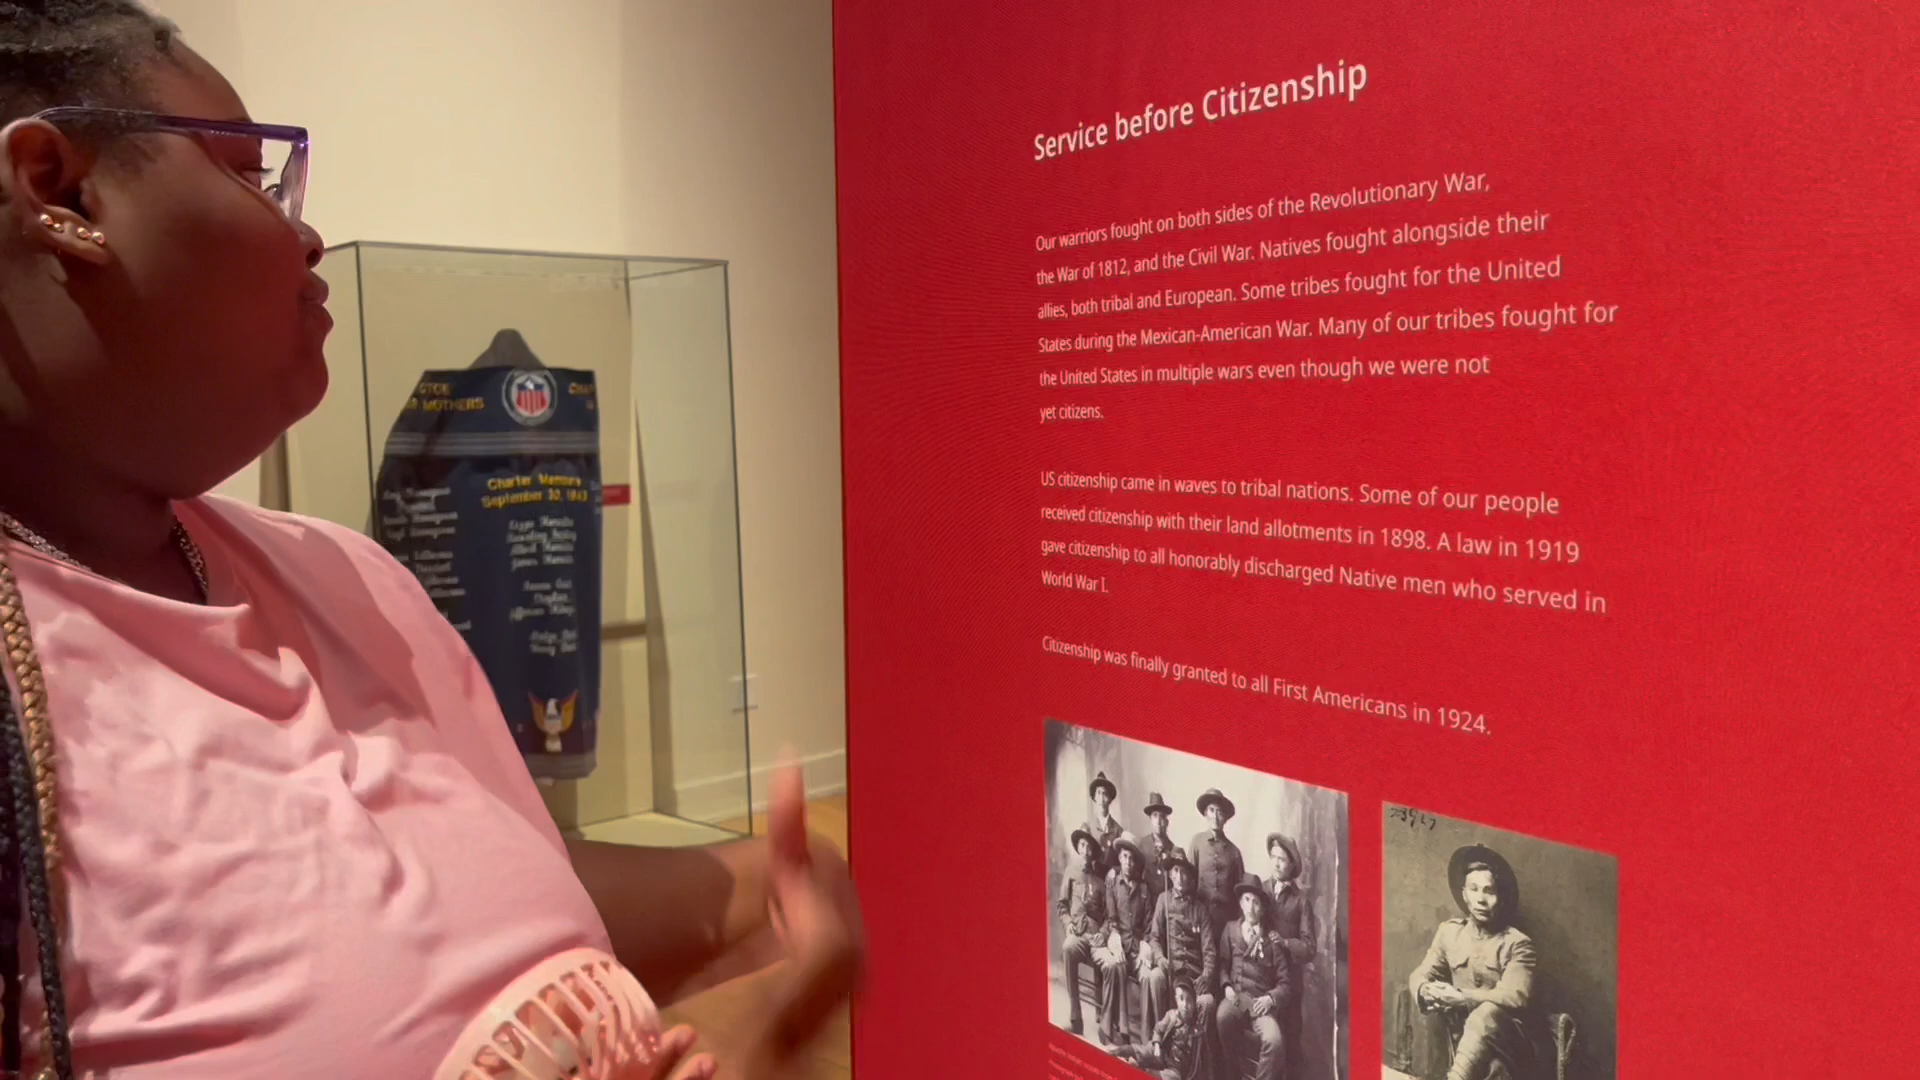 Service before Citizenship
Our warriors fought on both sides of the Revolutionary War,
the War of 1812, and the Civil War. Natives fought alongside their
allies, both tribal and European. Some tribes fought for the United
States during the Mexican-American War. Many of our tribes fought for
the United States in multiple wars even though we were not
yet citizens.
US citizenship came in waves to tribal nations. Some of our people
received citizenship with their land allotments in 1898. A law in 1919
gave citizenship to all honorably discharged Native men who served in
World War I.
Citizenship was finally granted to all First Americans in 1924.
MOTHERS
Charter Members
September 30, 1943